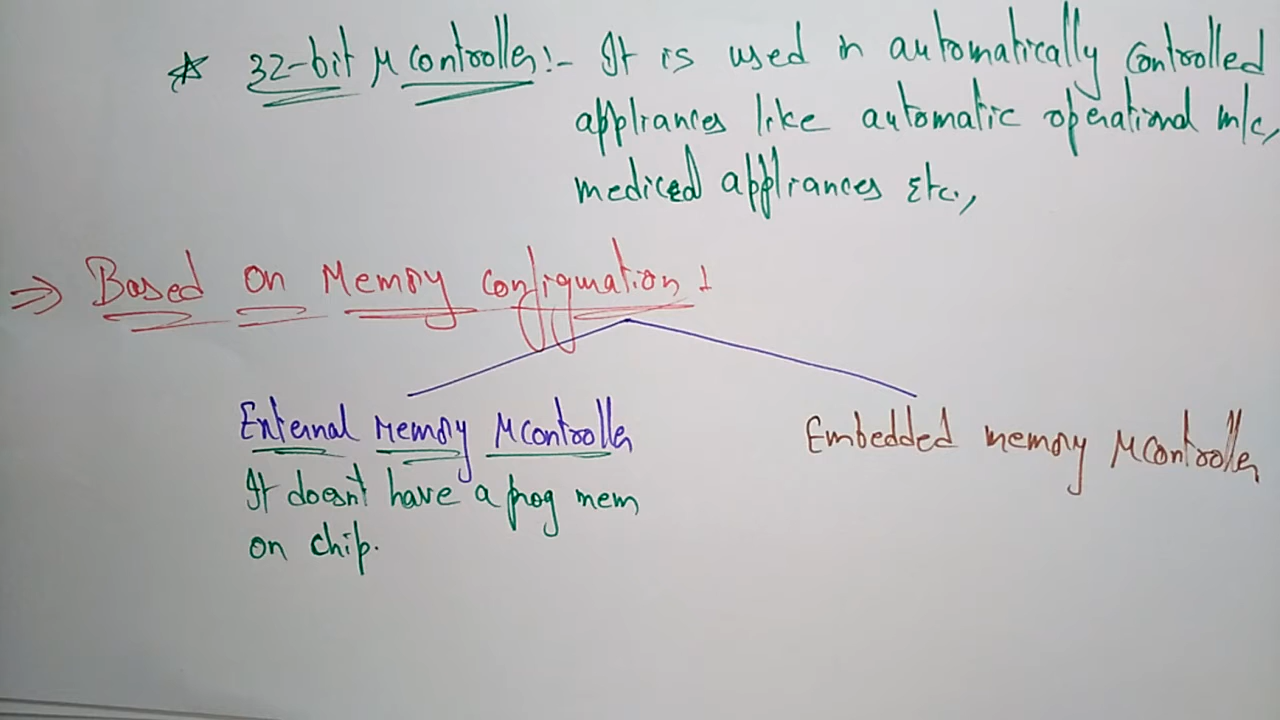 ☆ 32-bit μcontroller:- It is used in automatically controlled
appliances like automatic operational m/c,
medical appliances Etc.,
⇒ Based on Memory configuration :
External Memory μcontroller
It doesn't have a prog mem
on chip.
Embedded memory μcontroller